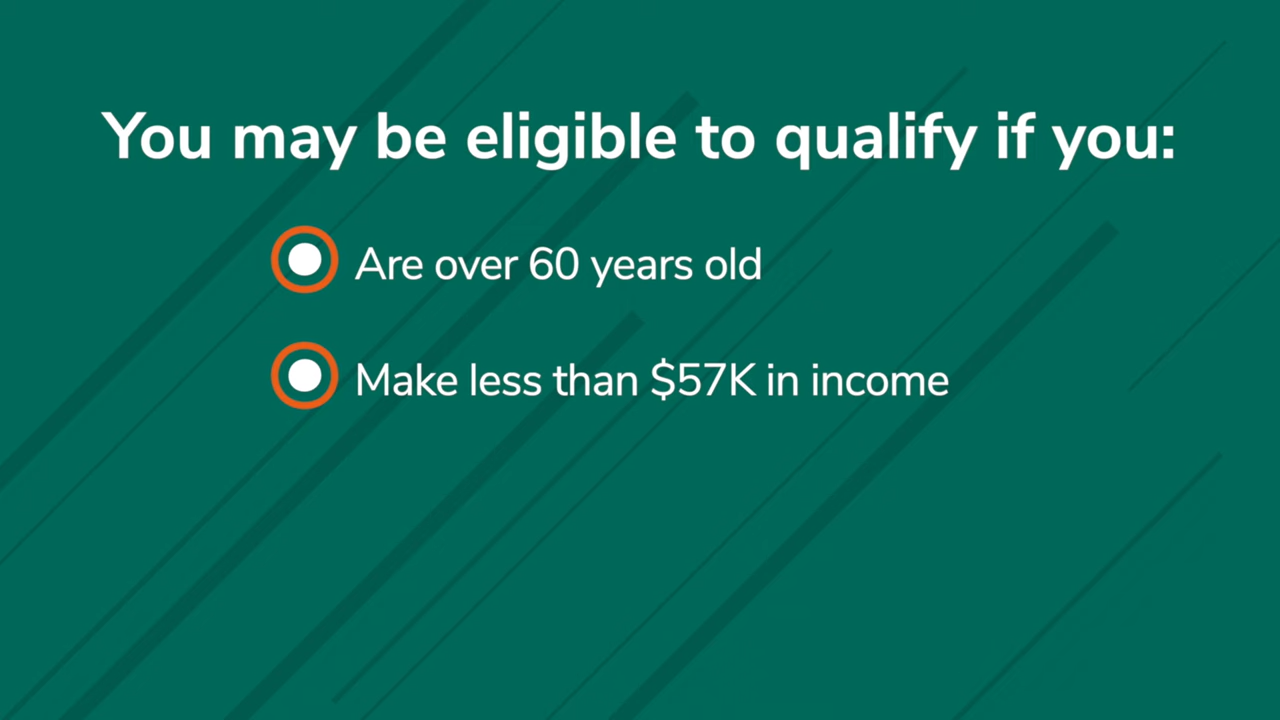 You may be eligible to qualify if you:
Are over 60 years old
Make less than $57K in income